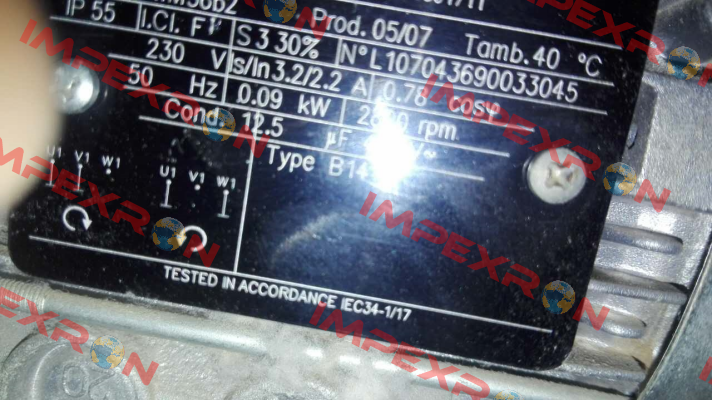 Prod. 05/07 Tamb. 40 °C
IP 55 I.Cl. F S 3 30% N° L107043690033045
230 V Is/In 3.2/2.2 A 0.78 cosφ
50 Hz 0.09 kW rpm
Cond. 12.5 µF
Type B14
U1 V1 W1 U1 V1 W1
TESTED IN ACCORDANCE IEC34-1/17
IMPEXRON